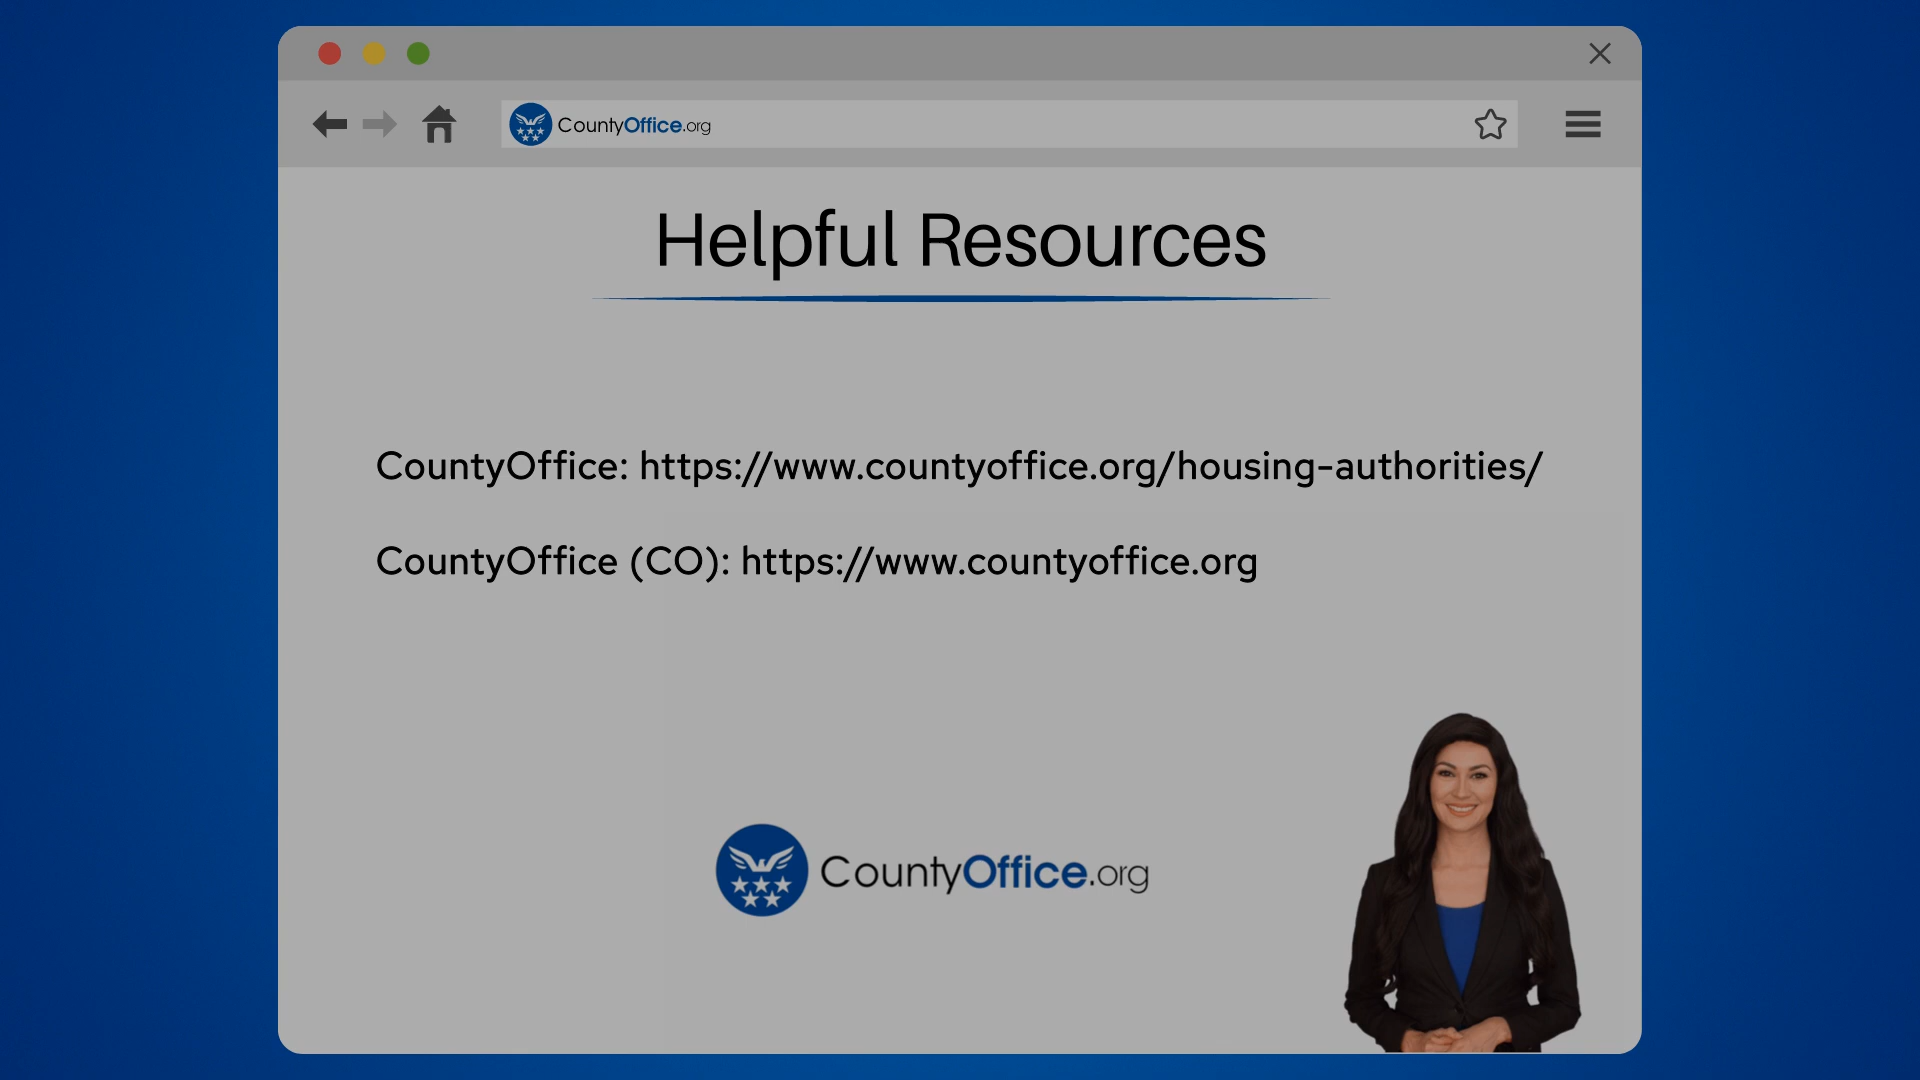 CountyOffice.org
Helpful Resources
CountyOffice: https://www.countyoffice.org/housing-authorities/
CountyOffice (CO): https://www.countyoffice.org
CountyOffice.org